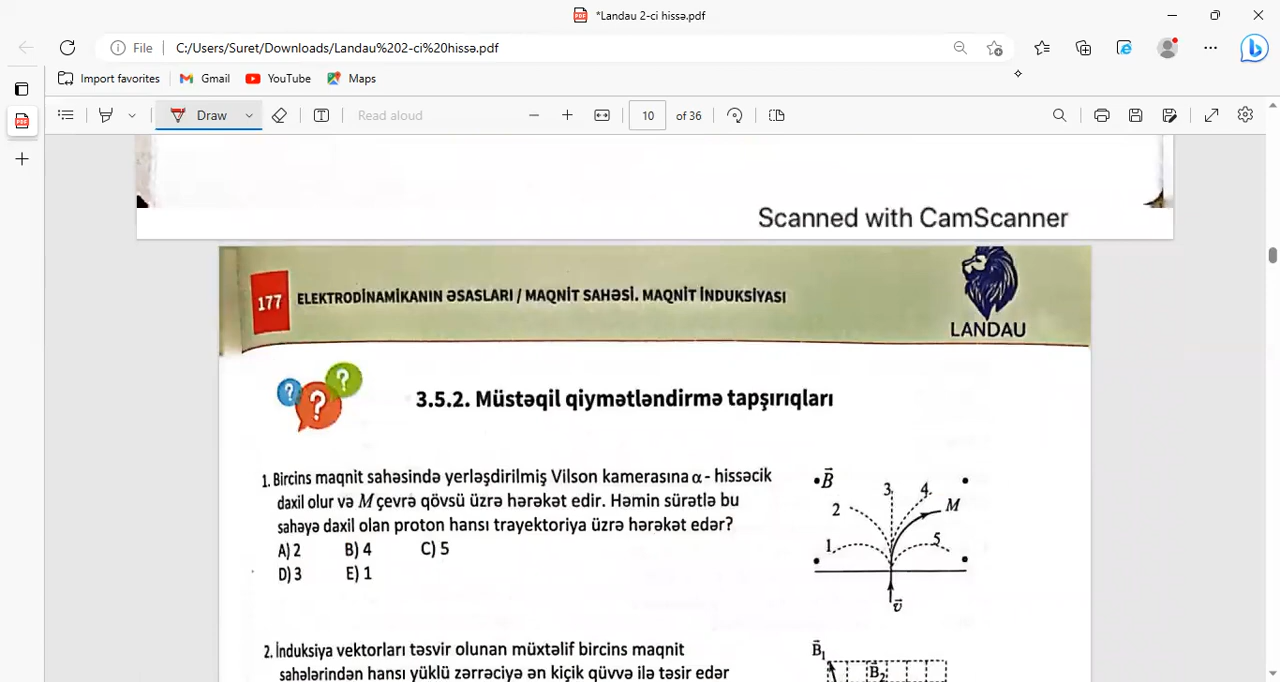 *Landau 2-ci hissə.pdf
File
C:/Users/Suret/Downloads/Landau%202-ci%20hissə.pdf
Import favorites
Gmail
YouTube
Maps
Draw
Read aloud
10 of 36
Scanned with CamScanner
177
ELEKTRODİNAMİKANIN ƏSASLARI / MAQNİT SAHƏSİ. MAQNİT İNDUKSİYASI
LANDAU
3.5.2. Müstəqil qiymətləndirmə tapşırıqları
1. Bircins maqnit sahəsində yerləşdirilmiş Vilson kamerasına α - hissəcik
daxil olur və M çevrə qövsü üzrə hərəkət edir. Həmin sürətlə bu
sahəyə daxil olan proton hansı trayektoriya üzrə hərəkət edər?
A) 2 B) 4 C) 5
D) 3 E) 1
B⃗
3
4
M
2
1
5
v⃗
2. İnduksiya vektorları təsvir olunan müxtəlif bircins maqnit
sahələrindən hansı yüklü zərrəciyə ən kiçik qüvvə ilə təsir edər
B⃗₁
B⃗₂